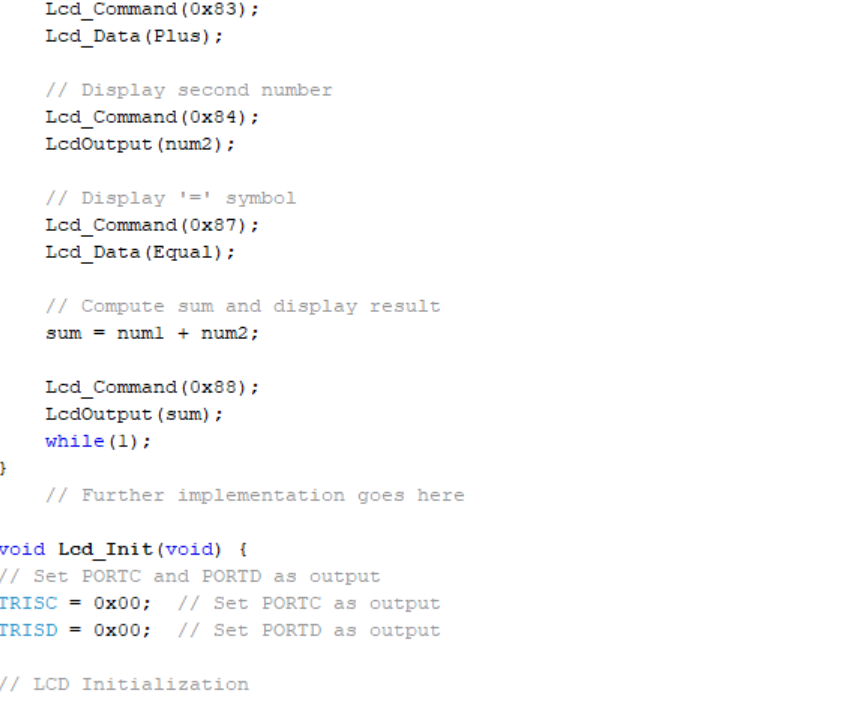 Lcd_Command(0x83);
Lcd_Data(Plus);
// Display second number
Lcd_Command(0x84);
LcdOutput(num2);
// Display '=' symbol
Lcd_Command(0x87);
Lcd_Data(Equal);
// Compute sum and display result
sum = num1 + num2;
Lcd_Command(0x88);
LcdOutput(sum);
while(1);
}
// Further implementation goes here
void Lcd_Init(void) {
// Set PORTC and PORTD as output
TRISC = 0x00;  // Set PORTC as output
TRISD = 0x00;  // Set PORTD as output
// LCD Initialization